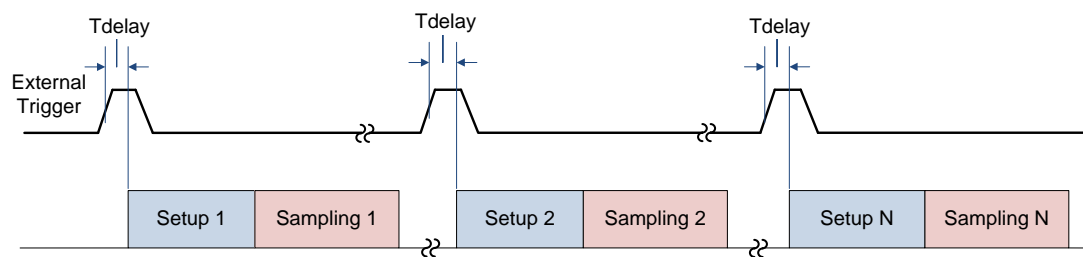 Tdelay
Tdelay
Tdelay
External
Trigger
Setup 1
Sampling 1
Setup 2
Sampling 2
Setup N
Sampling N